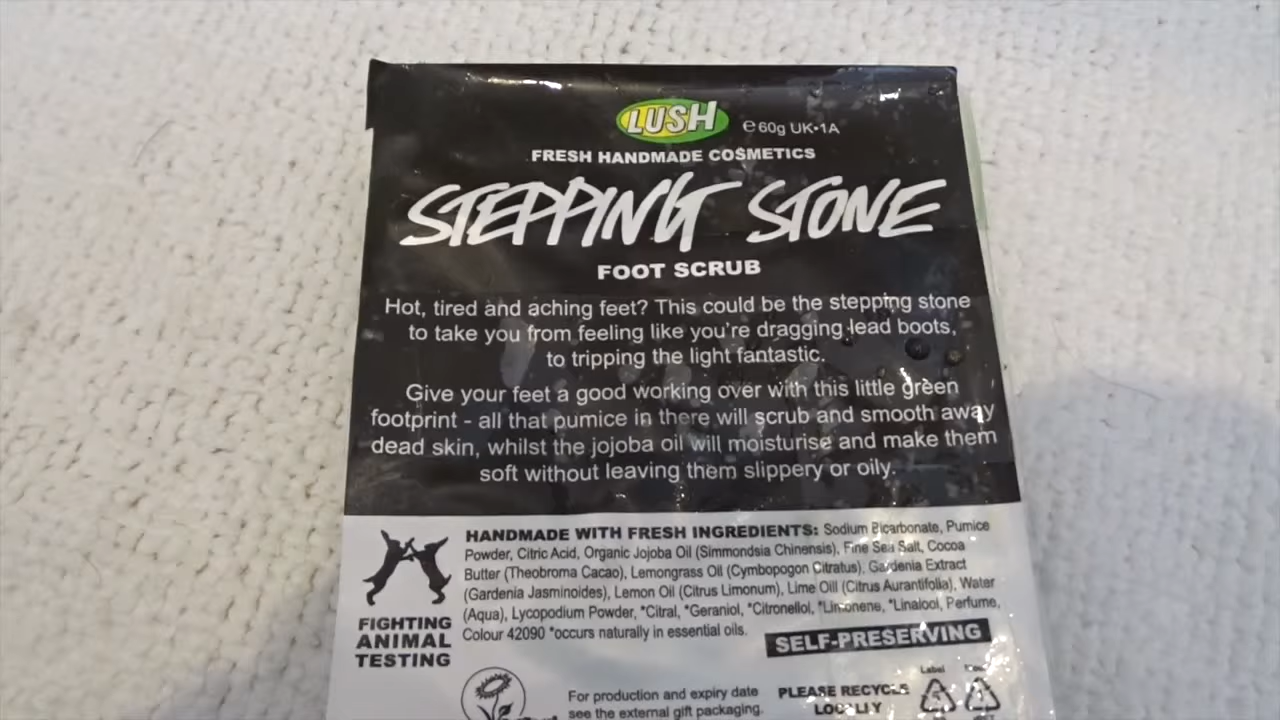 LUSH
℮ 60g UK•1A
FRESH HANDMADE COSMETICS
STEPPING STONE
FOOT SCRUB
Hot, tired and aching feet? This could be the stepping stone
to take you from feeling like you're dragging lead boots,
to tripping the light fantastic.
Give your feet a good working over with this little green
footprint - all that pumice in there will scrub and smooth away
dead skin, whilst the jojoba oil will moisturise and make them
soft without leaving them slippery or oily.
HANDMADE WITH FRESH INGREDIENTS: Sodium Bicarbonate, Pumice
Powder, Citric Acid, Organic Jojoba Oil (Simmondsia Chinensis), Fine Sea Salt, Cocoa
Butter (Theobroma Cacao), Lemongrass Oil (Cymbopogon Citratus), Gardenia Extract
(Gardenia Jasminoides), Lemon Oil (Citrus Limonum), Lime Oill (Citrus Aurantifolia), Water
(Aqua), Lycopodium Powder, *Citral, *Geraniol, *Citronellol, *Limonene, *Linalool, Perfume,
Colour 42090 *occurs naturally in essential oils.
FIGHTING
ANIMAL
TESTING
SELF-PRESERVING
For production and expiry date
see the external gift packaging.
PLEASE RECYCLE
LOCALLY
Label